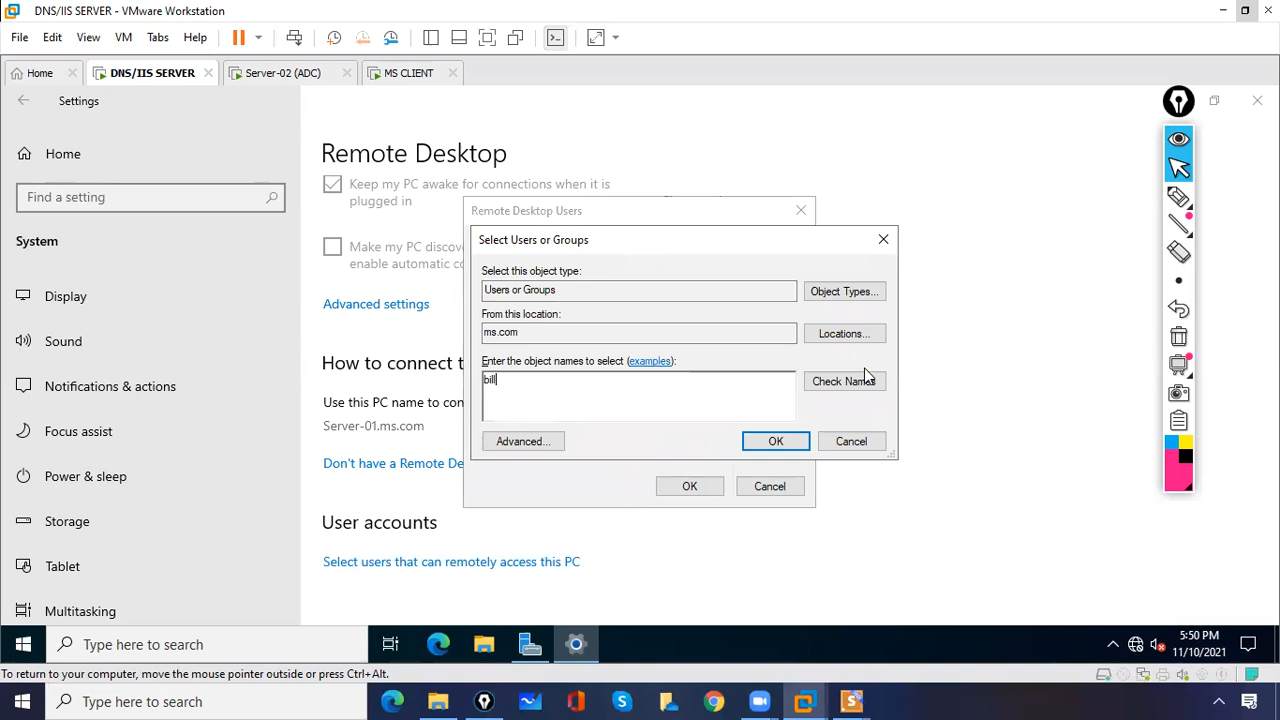 DNS/IIS SERVER - VMware Workstation
File Edit View VM Tabs Help
Home
DNS/IIS SERVER
Server-02 (ADC)
MS CLIENT
Settings
Home
Find a setting
System
Display
Sound
Notifications & actions
Focus assist
Power & sleep
Storage
Tablet
Multitasking
Remote Desktop
Keep my PC awake for connections when it is
plugged in
Make my PC discov
enable automatic co
Advanced settings
How to connect t
Use this PC name to con
Server-01.ms.com
Don't have a Remote De
User accounts
Select users that can remotely access this PC
Remote Desktop Users
Select Users or Groups
Select this object type:
Users or Groups
Object Types...
From this location:
ms.com
Locations...
Enter the object names to select (examples):
bill
Check Names
Advanced...
OK
Cancel
OK
Cancel
Type here to search
5:50 PM
11/10/2021
To return to your computer, move the mouse pointer outside or press Ctrl+Alt.
Type here to search